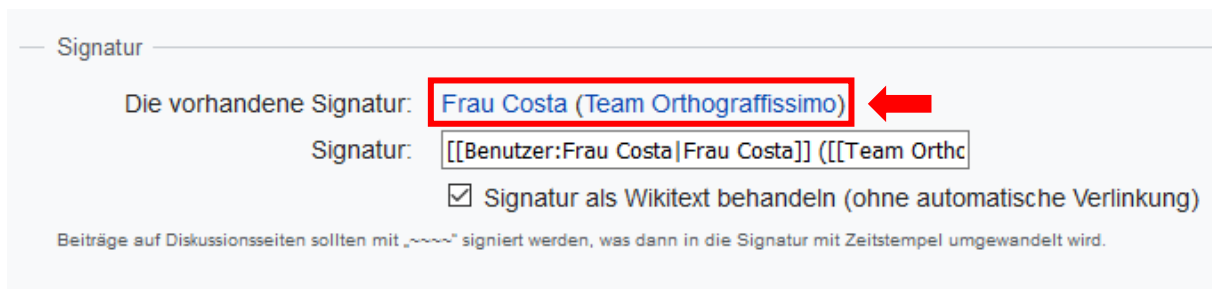 Signatur
Die vorhandene Signatur: Frau Costa (Team Orthograffissimo)
Signatur: [[Benutzer:Frau Costa|Frau Costa]] ([[Team Orthc
Signatur als Wikitext behandeln (ohne automatische Verlinkung)
Beiträge auf Diskussionsseiten sollten mit „~~~~“ signiert werden, was dann in die Signatur mit Zeitstempel umgewandelt wird.